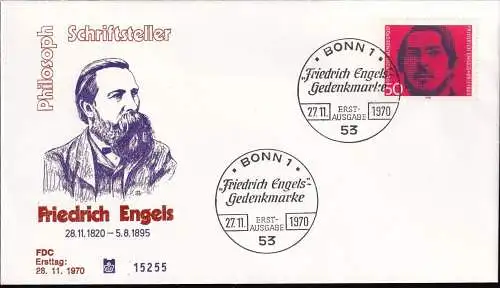 Philosoph
Schriftsteller
Friedrich Engels
28.11.1820 – 5.8.1895
FDC
Ersttag:
28. 11. 1970
15255
BONN 1
"Friedrich Engels"-
Gedenkmarke
27.11. ERST-AUSGABE 1970
53
BONN 1
"Friedrich Engels"-
Gedenkmarke
27.11. ERST-AUSGABE 1970
53
50